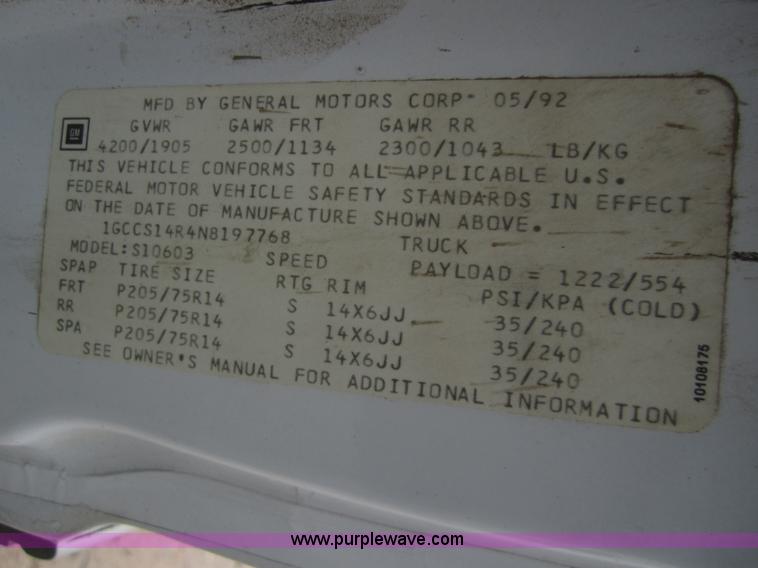 MFD BY GENERAL MOTORS CORP 05/92
GM
GVWR GAWR FRT GAWR RR
4200/1905 2500/1134 2300/1043 LB/KG
THIS VEHICLE CONFORMS TO ALL APPLICABLE U.S.
FEDERAL MOTOR VEHICLE SAFETY STANDARDS IN EFFECT
ON THE DATE OF MANUFACTURE SHOWN ABOVE.
1GCCS14R4N8197768 TRUCK
MODEL:S10603 SPEED PAYLOAD = 1222/554
SPAP TIRE SIZE RTG RIM PSI/KPA (COLD)
FRT P205/75R14 S 14X6JJ 35/240
RR P205/75R14 S 14X6JJ 35/240
SPA P205/75R14 S 14X6JJ 35/240
SEE OWNER'S MANUAL FOR ADDITIONAL INFORMATION
10108175
www.purplewave.com